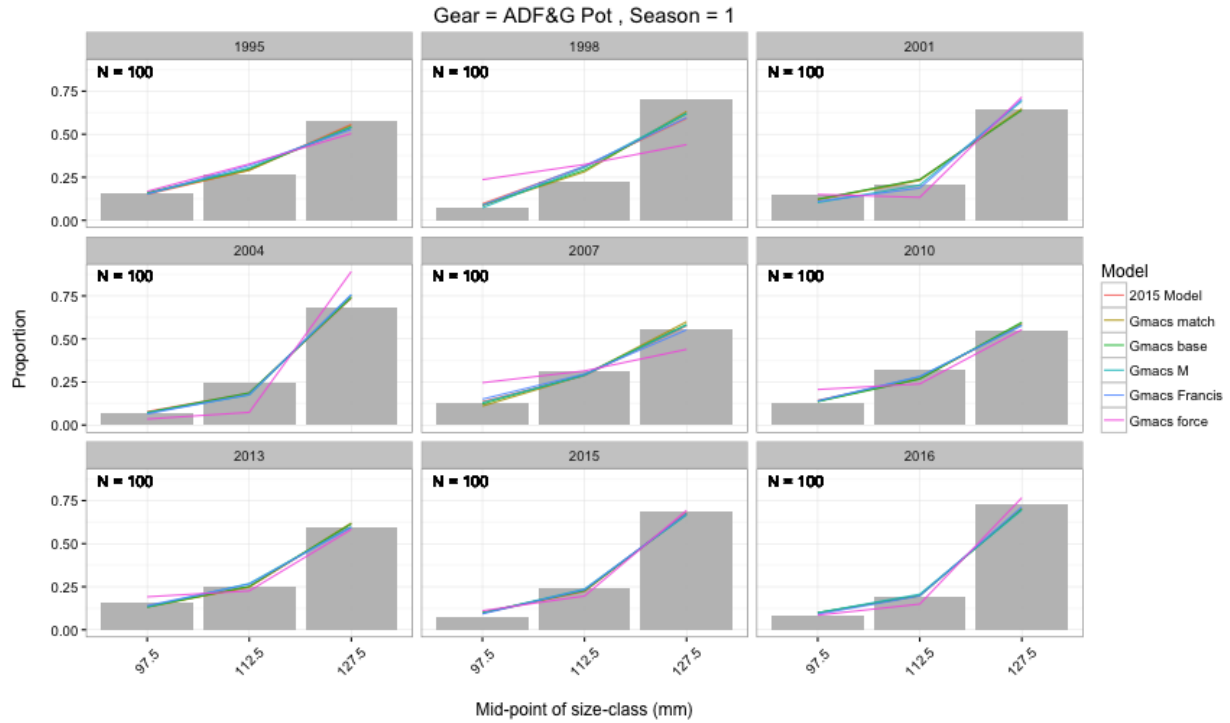 Gear = ADF&G Pot , Season = 1
1995 1998 2001
N = 100 N = 100 N = 100
0.75
0.50
0.25
0.00
2004 2007 2010
N = 100 N = 100 N = 100
0.75
0.50
0.25
0.00
2013 2015 2016
N = 100 N = 100 N = 100
0.75
0.50
0.25
0.00
97.5 112.5 127.5 97.5 112.5 127.5 97.5 112.5 127.5
Mid-point of size-class (mm)
Proportion
Model
2015 Model
Gmacs match
Gmacs base
Gmacs M
Gmacs Francis
Gmacs force